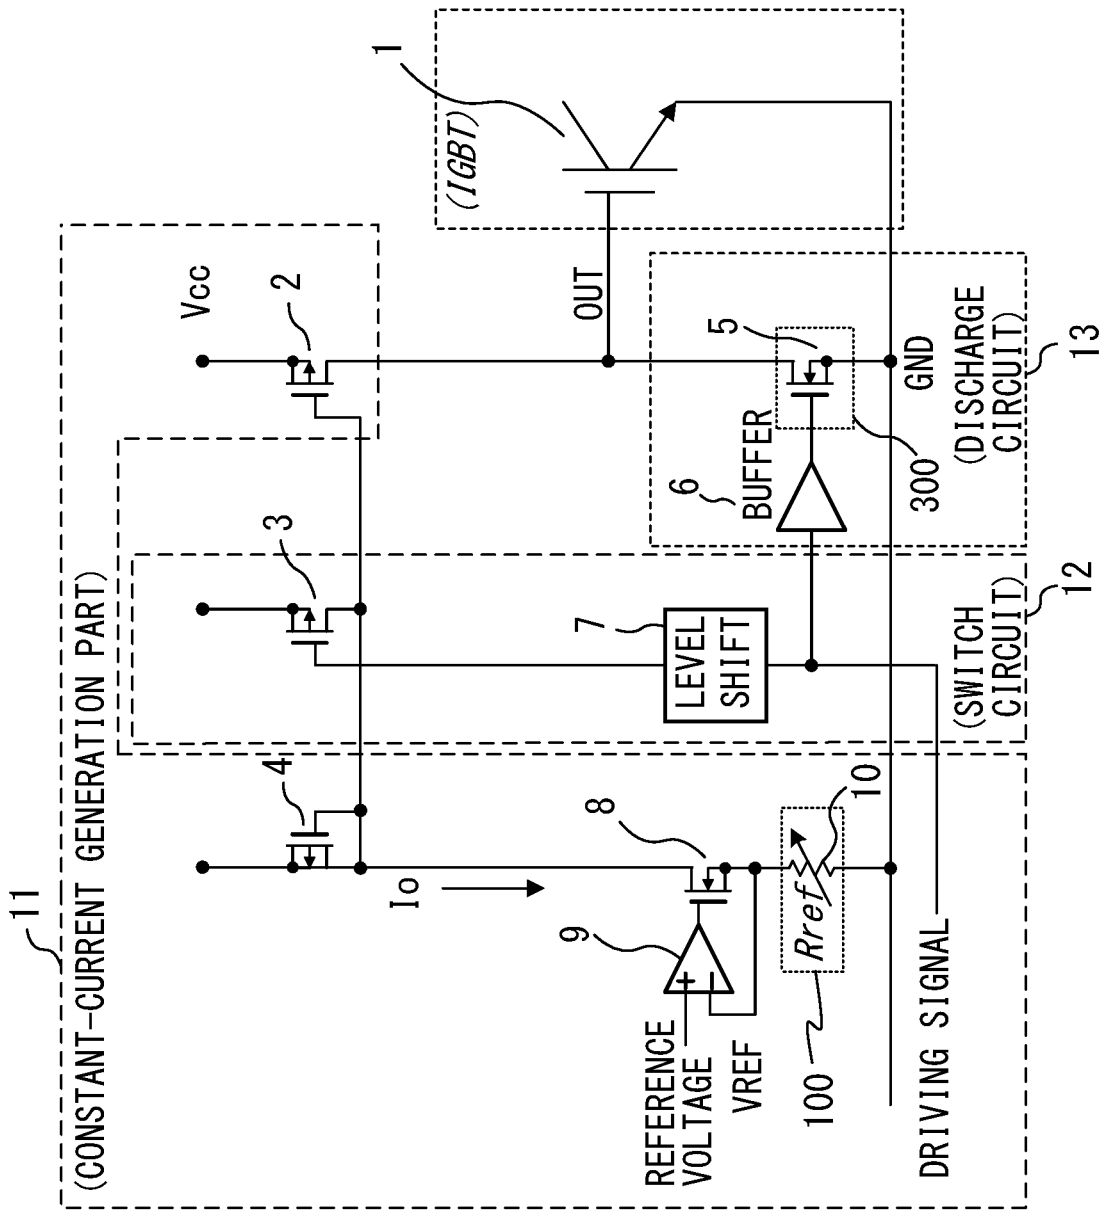 11
(CONSTANT-CURRENT GENERATION PART)
Vcc
4
3
2
1
(IGBT)
Io
OUT
9
8
7
LEVEL
SHIFT
6
BUFFER
5
REFERENCE
VOLTAGE
VREF
Rref
10
100
300
GND
DRIVING SIGNAL
(SWITCH
CIRCUIT)
12
(DISCHARGE
CIRCUIT)
13
+
−